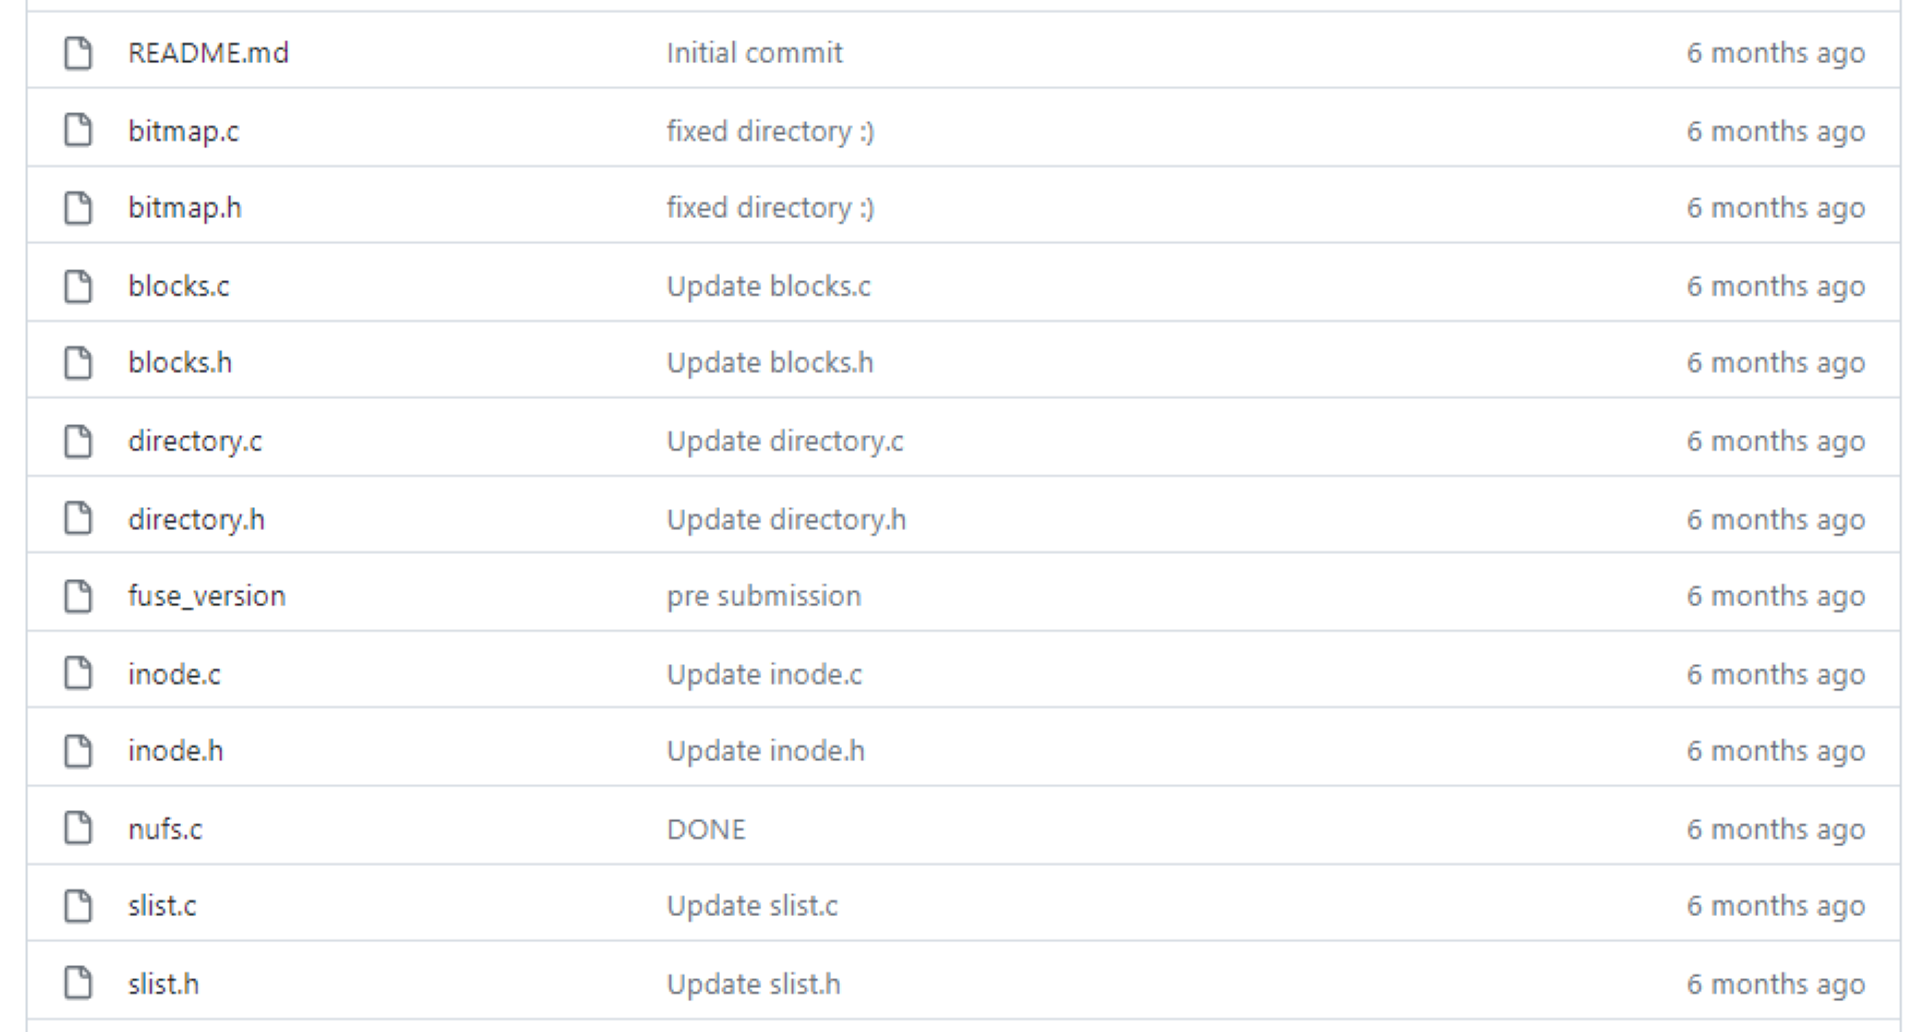 README.md Initial commit 6 months ago
bitmap.c fixed directory :) 6 months ago
bitmap.h fixed directory :) 6 months ago
blocks.c Update blocks.c 6 months ago
blocks.h Update blocks.h 6 months ago
directory.c Update directory.c 6 months ago
directory.h Update directory.h 6 months ago
fuse_version pre submission 6 months ago
inode.c Update inode.c 6 months ago
inode.h Update inode.h 6 months ago
nufs.c DONE 6 months ago
slist.c Update slist.c 6 months ago
slist.h Update slist.h 6 months ago